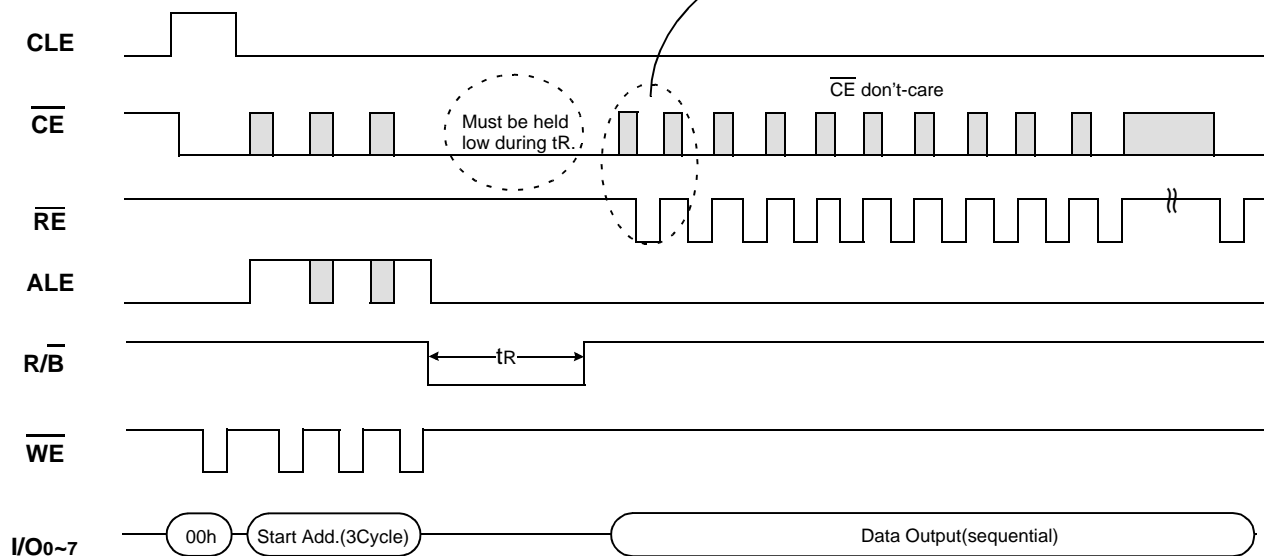 CLE
CE don't-care
CE
Must be held
low during tR.
RE
ALE
R/B
tR
WE
I/O0~7
00h
Start Add.(3Cycle)
Data Output(sequential)